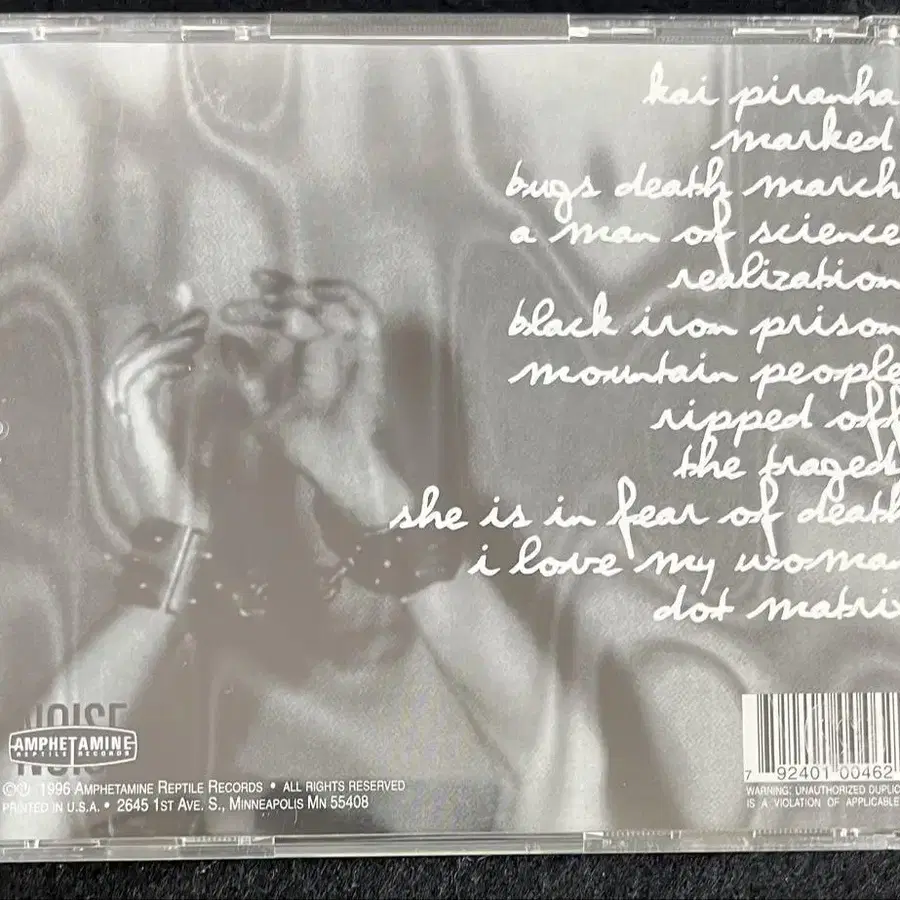 kai piranha
marked
bugs death march
a man of science
realization
black iron prison
mountain people
ripped off
the traged
she is in fear of death
i love my woman
dot matrix
NOISE
AMPHETAMINE
REPTILE RECORDS
NOIS
©℗ 1996 AMPHETAMINE REPTILE RECORDS • ALL RIGHTS RESERVED
PRINTED IN U.S.A. • 2645 1ST AVE. S., MINNEAPOLIS MN 55408
7 92401 00462
WARNING: UNAUTHORIZED DUPLIC
IS A VIOLATION OF APPLICABLE